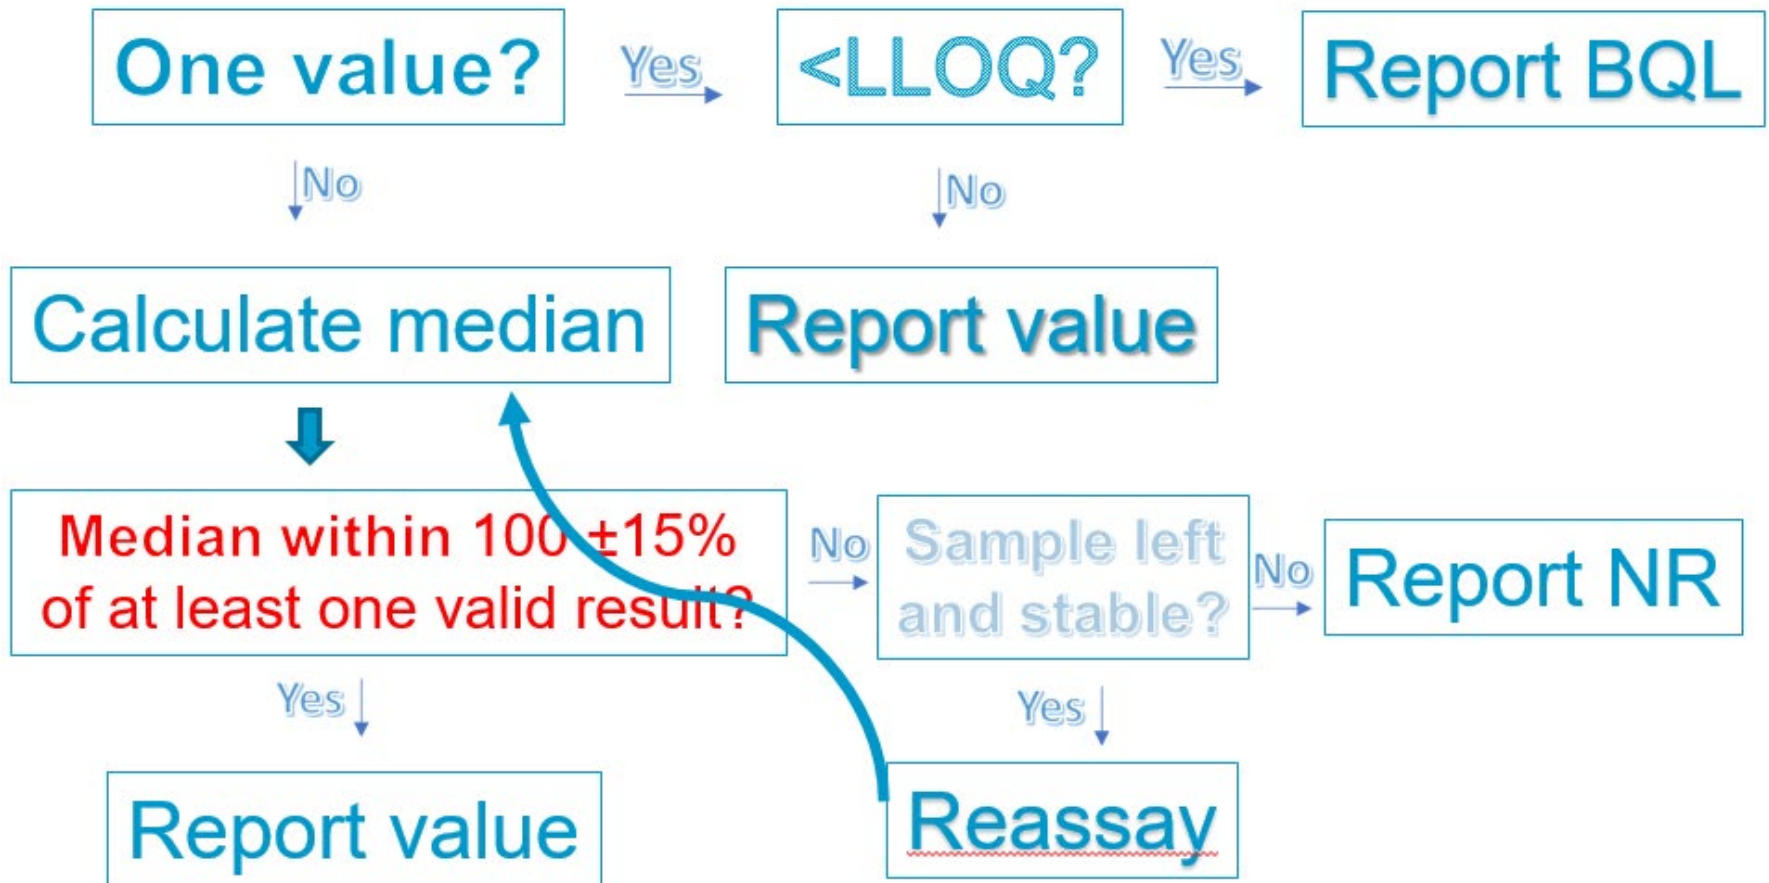 One value?
Yes
<LLOQ?
Yes
Report BQL
No
No
Calculate median
Report value
Median within 100 ±15%
of at least one valid result?
No
Sample left
and stable?
No
Report NR
Yes
Yes
Report value
Reassay